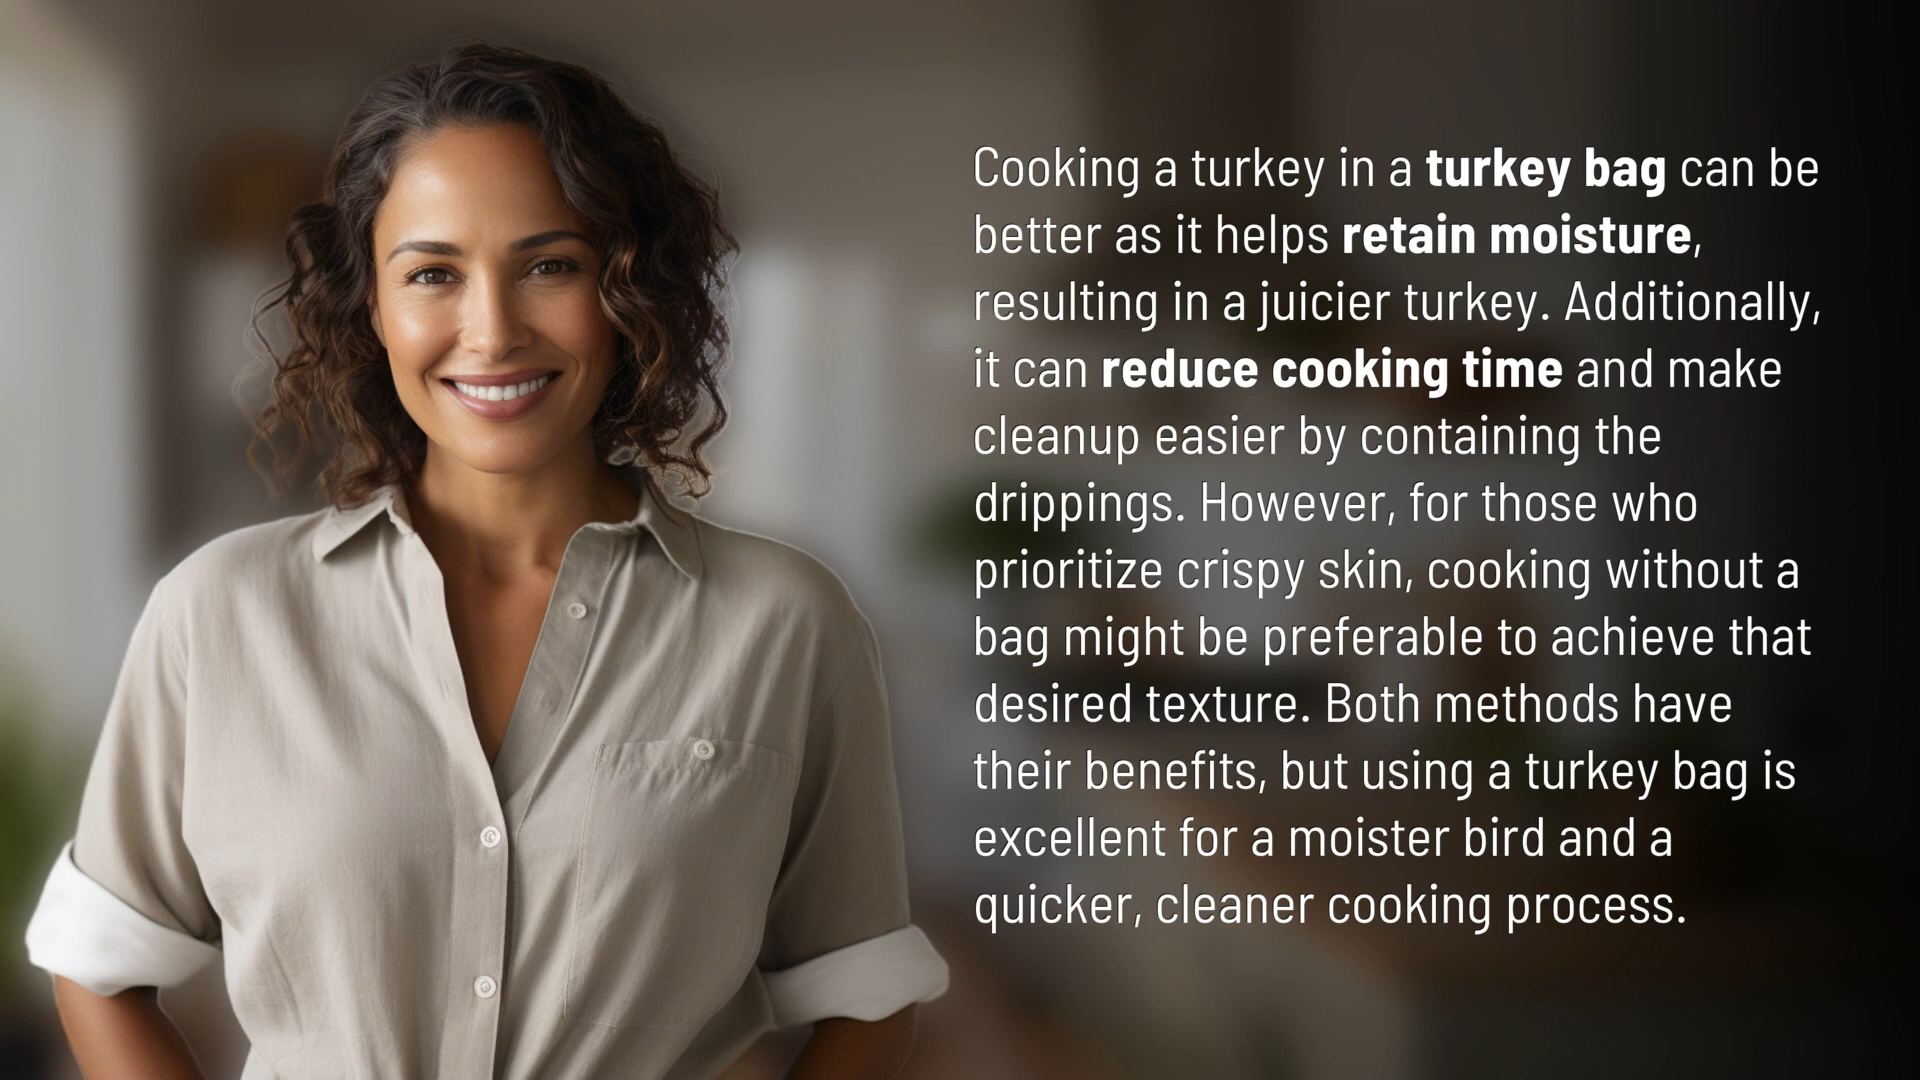 Cooking a turkey in a turkey bag can be
better as it helps retain moisture,
resulting in a juicier turkey. Additionally,
it can reduce cooking time and make
cleanup easier by containing the
drippings. However, for those who
prioritize crispy skin, cooking without a
bag might be preferable to achieve that
desired texture. Both methods have
their benefits, but using a turkey bag is
excellent for a moister bird and a
quicker, cleaner cooking process.